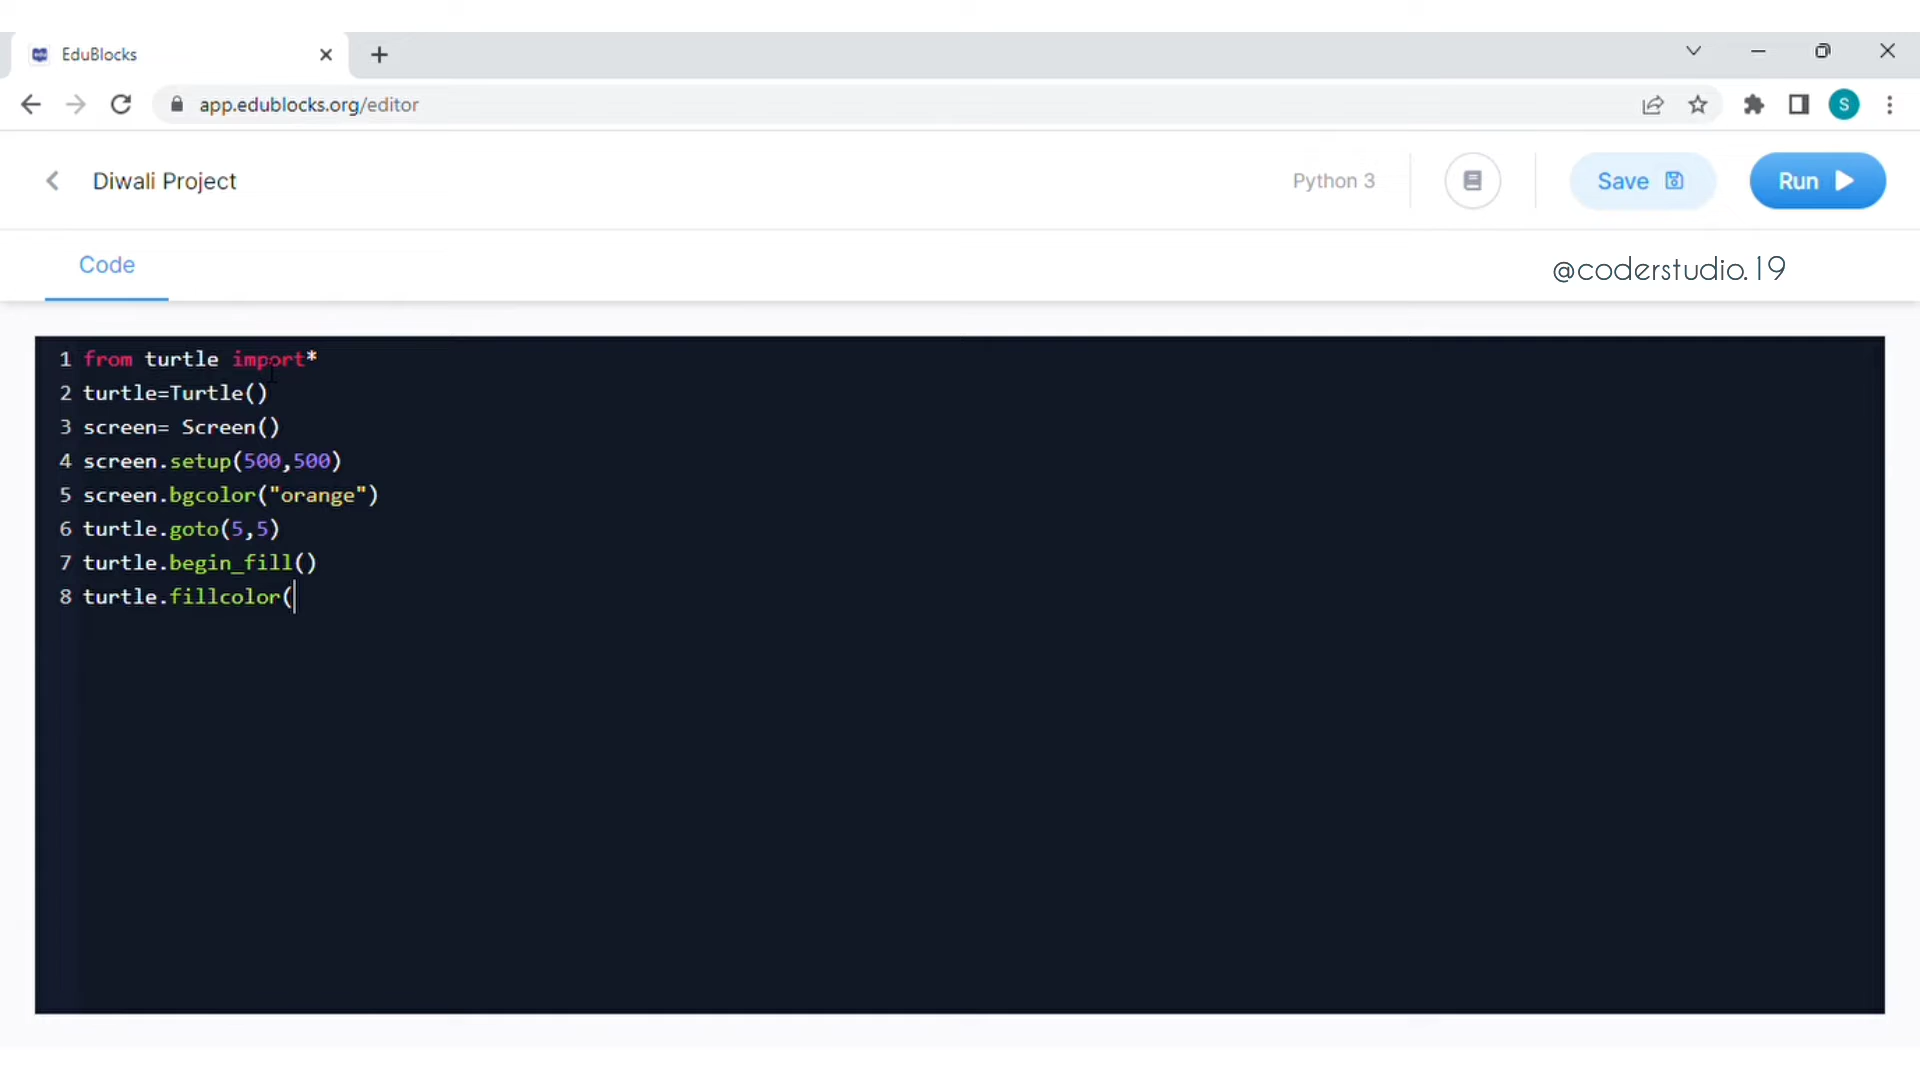 EduBlocks
app.edublocks.org/editor
S
Diwali Project
Python 3
Save
Run
Code
@coderstudio.19
1 from turtle import*
2 turtle=Turtle()
3 screen= Screen()
4 screen.setup(500,500)
5 screen.bgcolor("orange")
6 turtle.goto(5,5)
7 turtle.begin_fill()
8 turtle.fillcolor(